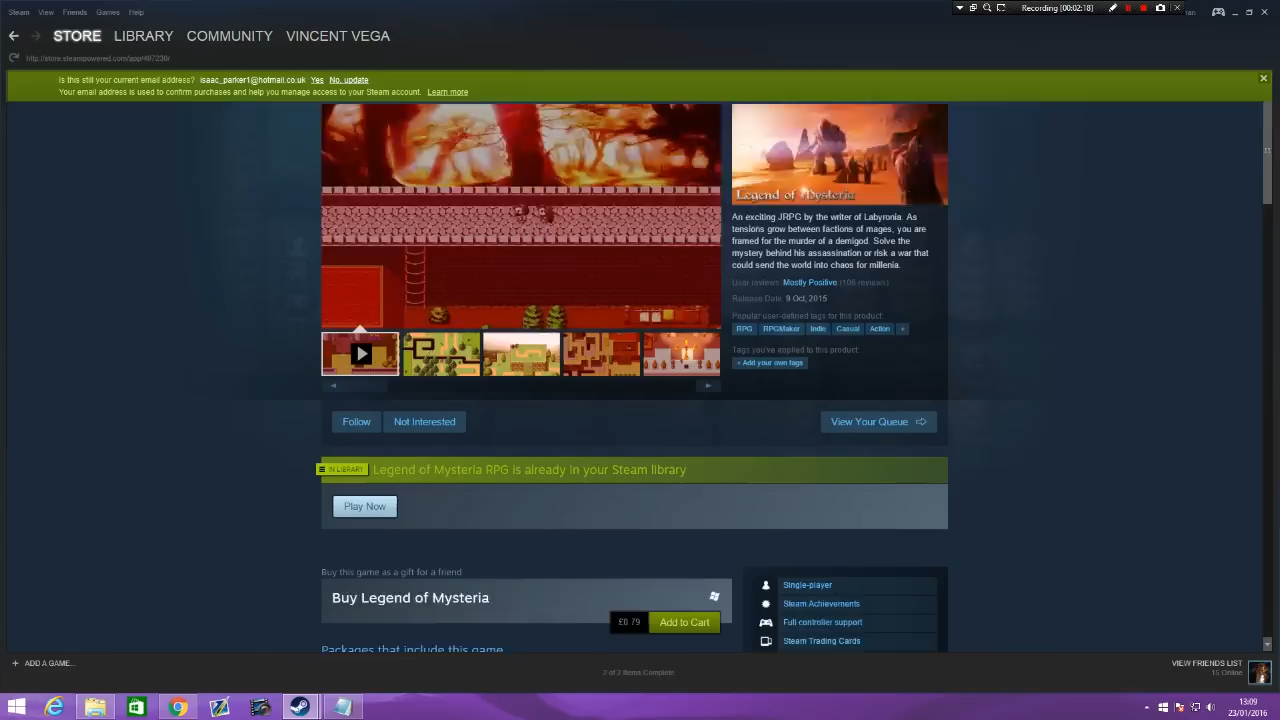 Steam View Friends Games Help
Recording [00:02:18]
STORE LIBRARY COMMUNITY VINCENT VEGA
http://store.steampowered.com/app/407230/
Is this still your current email address? isaac_parker1@hotmail.co.uk Yes No, update
Your email address is used to confirm purchases and help you manage access to your Steam account. Learn more
Legend of Mysteria
An exciting JRPG by the writer of Labyronia. As
tensions grow between factions of mages, you are
framed for the murder of a demigod. Solve the
mystery behind his assassination or risk a war that
could send the world into chaos for millenia.
User reviews: Mostly Positive (106 reviews)
Release Date: 9 Oct, 2015
Popular user-defined tags for this product:
RPG RPGMaker Indie Casual Action +
Tags you've applied to this product:
+ Add your own tags
Follow Not Interested View Your Queue
IN LIBRARY Legend of Mysteria RPG is already in your Steam library
Play Now
Buy this game as a gift for a friend
Buy Legend of Mysteria
£0.79 Add to Cart
Single-player
Steam Achievements
Full controller support
Steam Trading Cards
Packages that include this game
+ ADD A GAME...
2 of 2 Items Complete
VIEW FRIENDS LIST
15 Online
13:09
23/01/2016